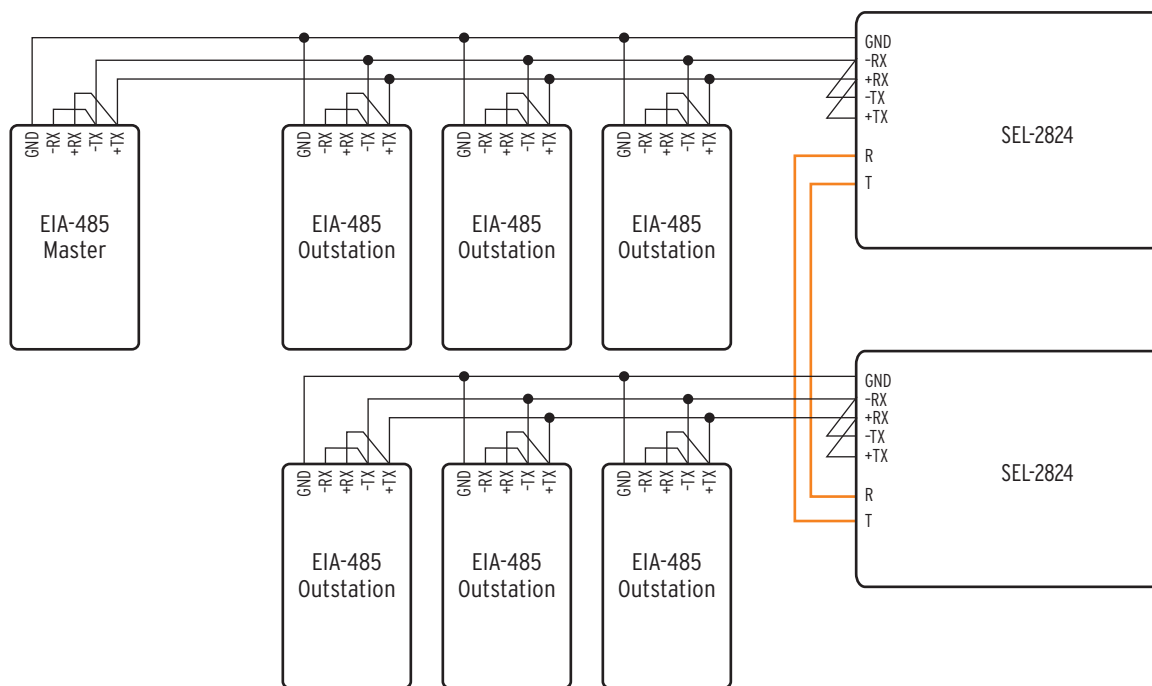 GND
-RX
+RX
-TX
+TX
R
T
SEL-2824
GND
-RX
+RX
-TX
+TX
EIA-485
Master
GND
-RX
+RX
-TX
+TX
EIA-485
Outstation
GND
-RX
+RX
-TX
+TX
EIA-485
Outstation
GND
-RX
+RX
-TX
+TX
EIA-485
Outstation
GND
-RX
+RX
-TX
+TX
R
T
SEL-2824
GND
-RX
+RX
-TX
+TX
EIA-485
Outstation
GND
-RX
+RX
-TX
+TX
EIA-485
Outstation
GND
-RX
+RX
-TX
+TX
EIA-485
Outstation